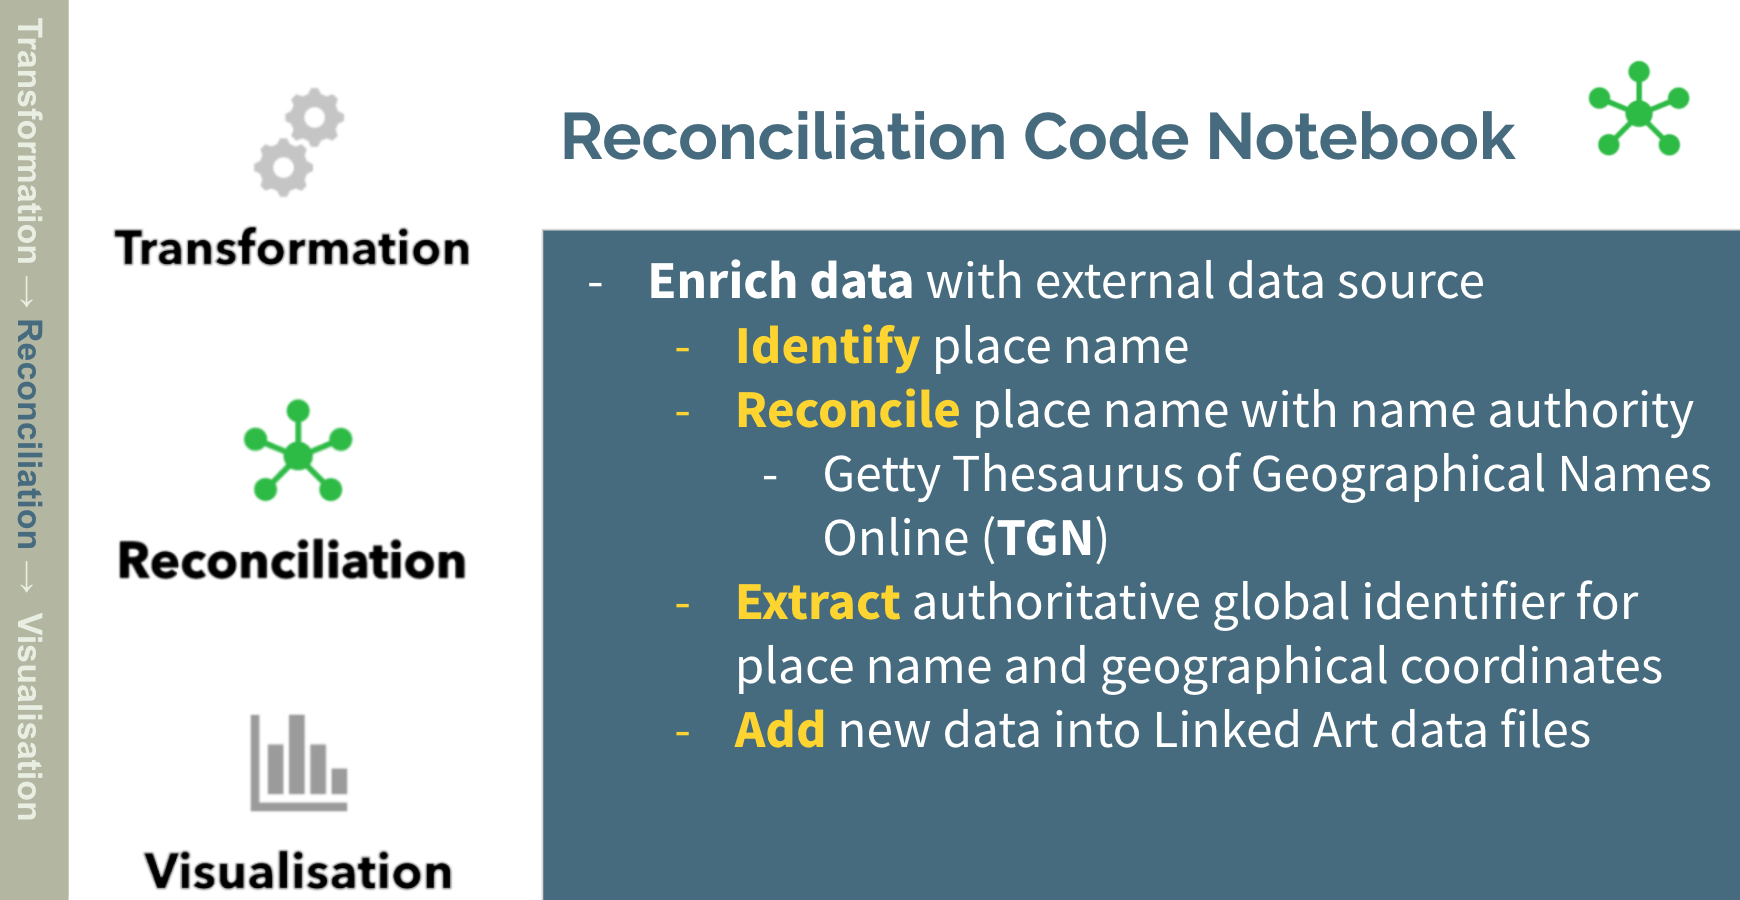 Transformation → Reconciliation → Visualisation
Transformation
Reconciliation
Visualisation
Reconciliation Code Notebook
- Enrich data with external data source
- Identify place name
- Reconcile place name with name authority
- Getty Thesaurus of Geographical Names
Online (TGN)
- Extract authoritative global identifier for
place name and geographical coordinates
- Add new data into Linked Art data files